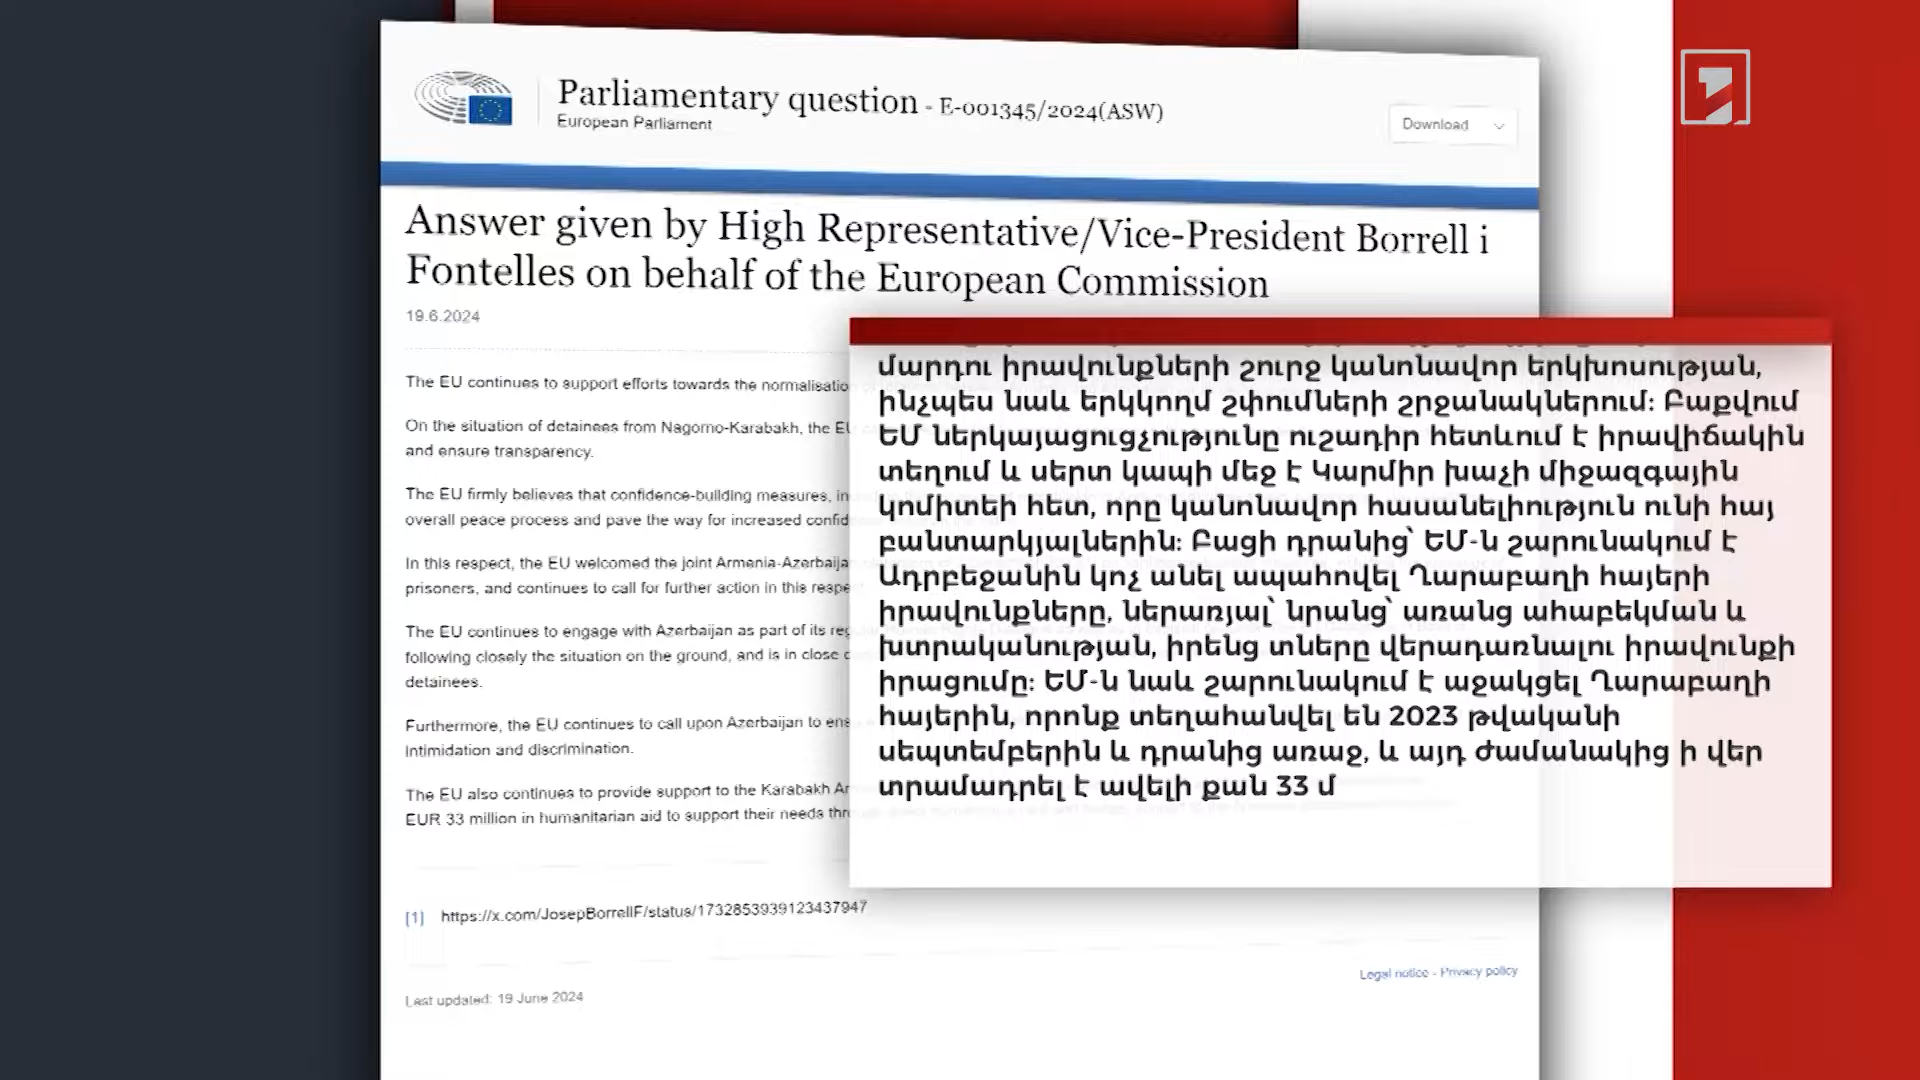 Parliamentary question - E-001345/2024(ASW)
European Parliament
Download
Answer given by High Representative/Vice-President Borrell i
Fontelles on behalf of the European Commission
19.6.2024
The EU continues to support efforts towards the normalisation
On the situation of detainees from Nagorno-Karabakh, the EU
and ensure transparency.
The EU firmly believes that confidence-building measures,
overall peace process and pave the way for increased
In this respect, the EU welcomed the joint
prisoners, and continues to call for further action in this
The EU continues to engage with Azerbaijan as part of its
following closely the situation on the ground, and is in close
detainees.
Furthermore, the EU continues to call upon Azerbaijan to
intimidation and discrimination.
The EU also continues to provide support to the Karabakh
EUR 33 million in humanitarian aid to support their needs
[1] https://x.com/JosepBorrellF/status/1732853939123437947
Legal notice - Privacy policy
Last updated: 19 June 2024
մարդու իրավունքների շուրջ կանոնավոր երկխոսության,
ինչպես նաև երկկողմ շփումների շրջանակներում: Բաքվում
ԵՄ ներկայացուցչությունը ուշադիր հետևում է իրավիճակին
տեղում և սերտ կապի մեջ է Կարմիր խաչի միջազգային
կոմիտեի հետ, որը կանոնավոր հասանելիություն ունի հայ
բանտարկյալներին: Բացի դրանից՝ ԵՄ-ն շարունակում է
Ադրբեջանին կոչ անել ապահովել Ղարաբաղի հայերի
իրավունքները, ներառյալ՝ նրանց՝ առանց ահաբեկման և
խտրականության, իրենց տները վերադառնալու իրավունքի
իրացումը: ԵՄ-ն նաև շարունակում է աջակցել Ղարաբաղի
հայերին, որոնք տեղահանվել են 2023 թվականի
սեպտեմբերին և դրանից առաջ, և այդ ժամանակից ի վեր
տրամադրել է ավելի քան 33 մ